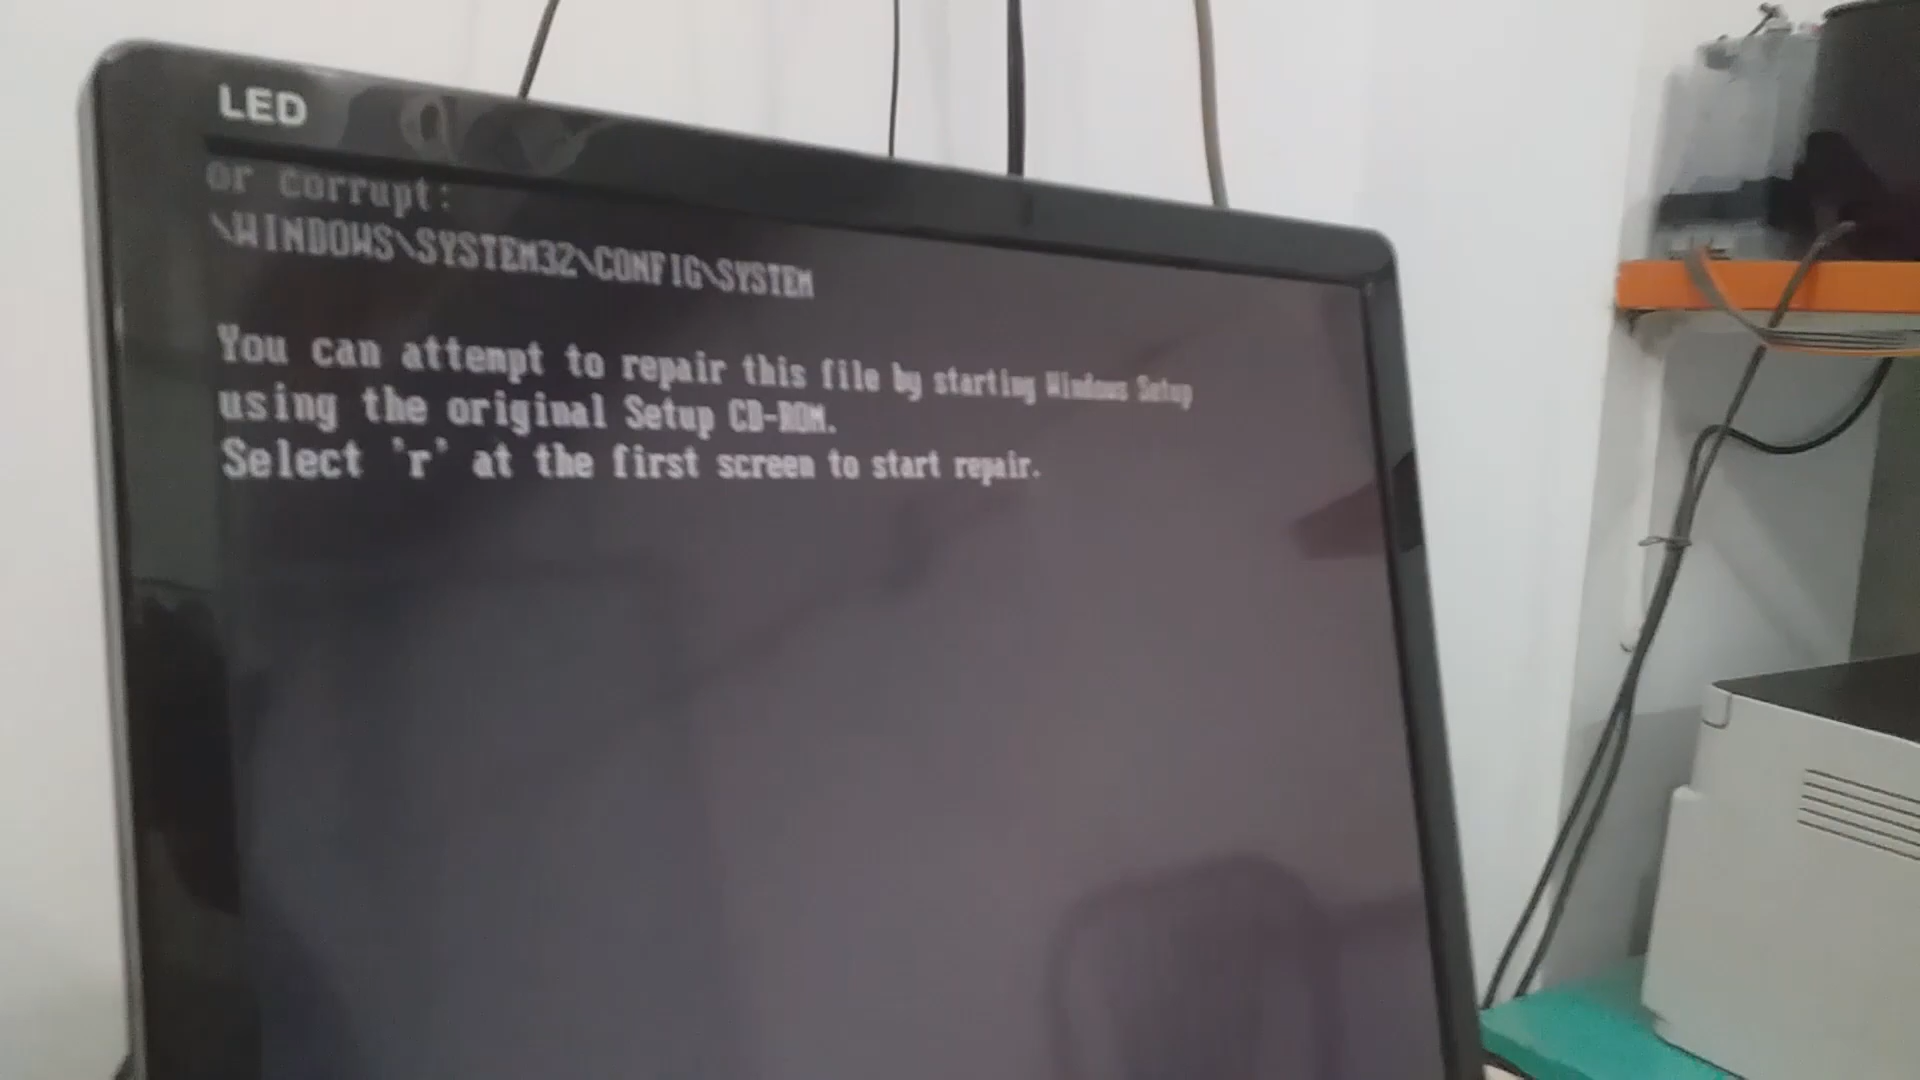 LED
or corrupt:
\WINDOWS\SYSTEM32\CONFIG\SYSTEM
You can attempt to repair this file by starting Windows Setup
using the original Setup CD-ROM.
Select 'r' at the first screen to start repair.